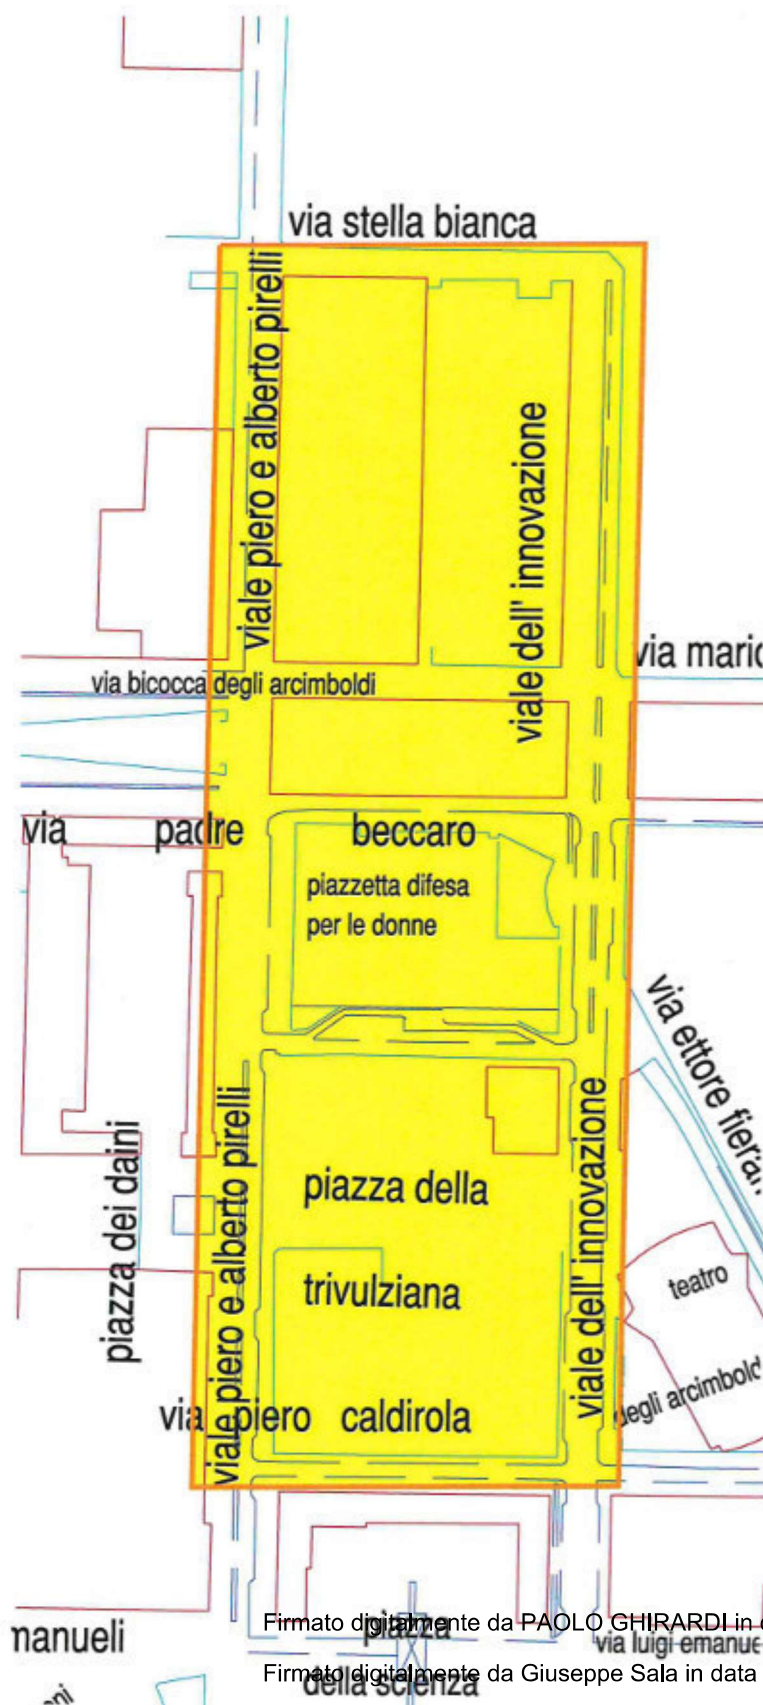 via stella bianca
viale piero e alberto pirelli
viale dell' innovazione
via mario
via bicocca degli arcimboldi
via padre beccaro
piazzetta difesa
per le donne
via ettore fieram
piazza dei daini
viale piero e alberto pirelli
piazza della
trivulziana
viale dell' innovazione
teatro
degli arcimbold
via piero caldirola
manueli
piazza
della scienza
via luigi emanue
Firmato digitalmente da PAOLO GHIRARDI in
Firmato digitalmente da Giuseppe Sala in data